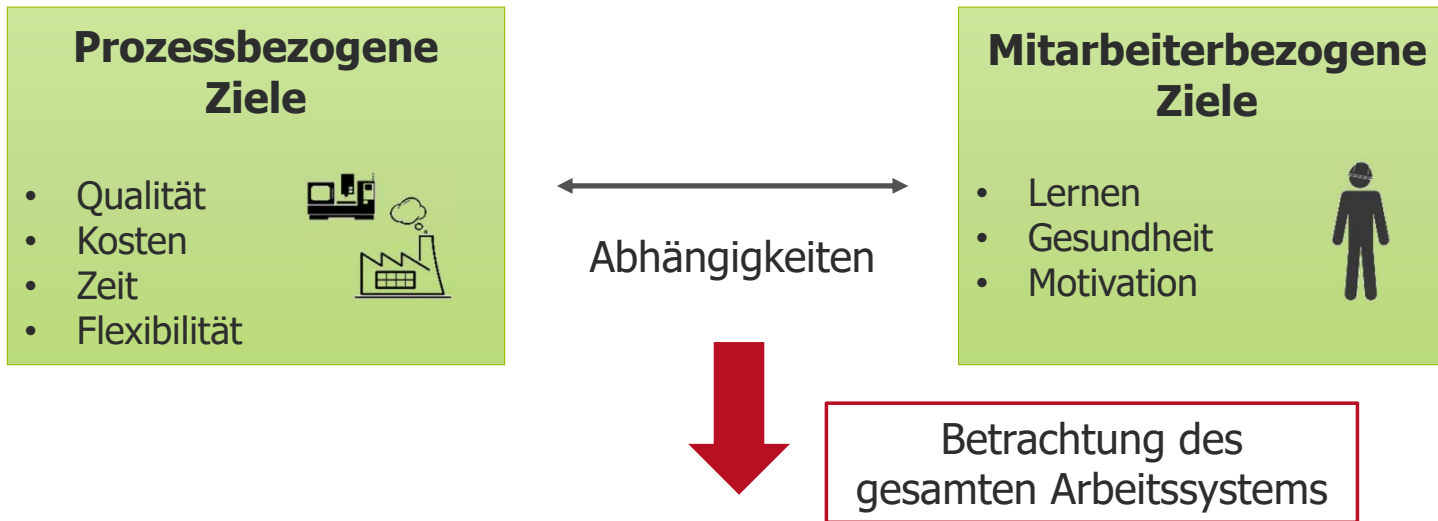 Prozessbezogene
Ziele
• Qualität
• Kosten
• Zeit
• Flexibilität
Abhängigkeiten
Mitarbeiterbezogene
Ziele
• Lernen
• Gesundheit
• Motivation
Betrachtung des
gesamten Arbeitssystems